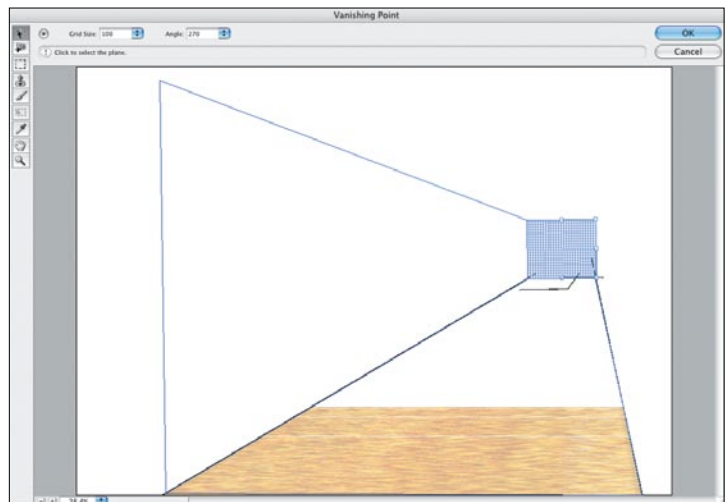 Vanishing Point
Grid Size: 100 Angle: 270 OK
Click to select the plane. Cancel